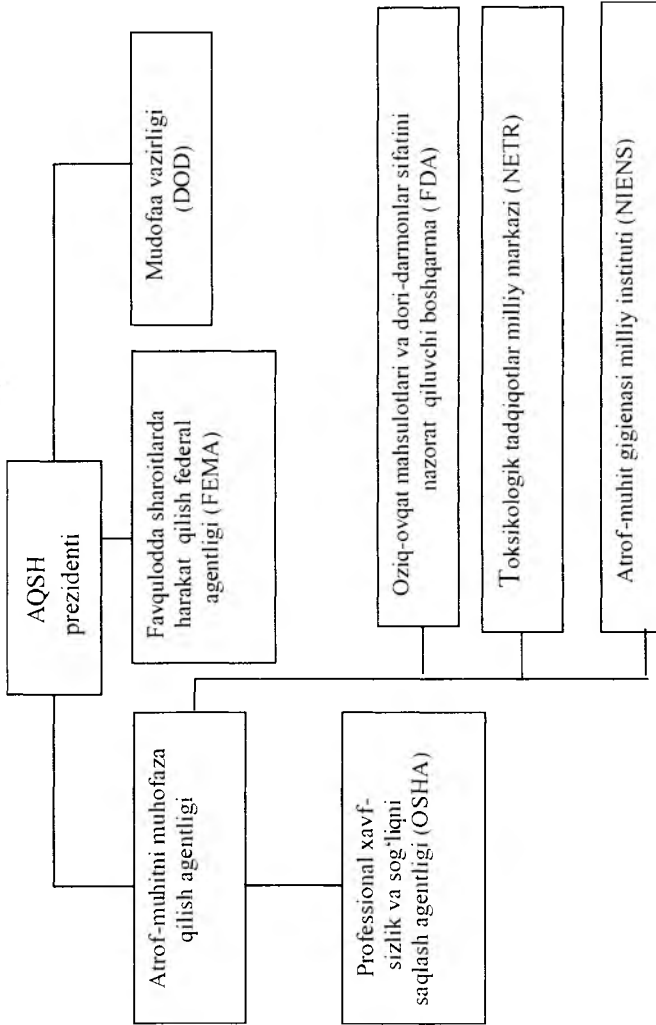 AQSH
prezidenti
Atrof-muhitni muhofaza
qilish agentligi
Favqulodda sharoitlarda
harakat qilish federal
agentligi (FEMA)
Mudofaa vazirligi
(DOD)
Professional xavf-
sizlik va sog'liqni
saqlash agentligi (OSHA)
Oziq-ovqat mahsulotlari va dori-darmonlar sifatini
nazorat qiluvchi boshqarma (FDA)
Toksikologik tadqiqotlar milliy markazi (NETR)
Atrof-muhit gigienasi milliy instituti (NIENS)